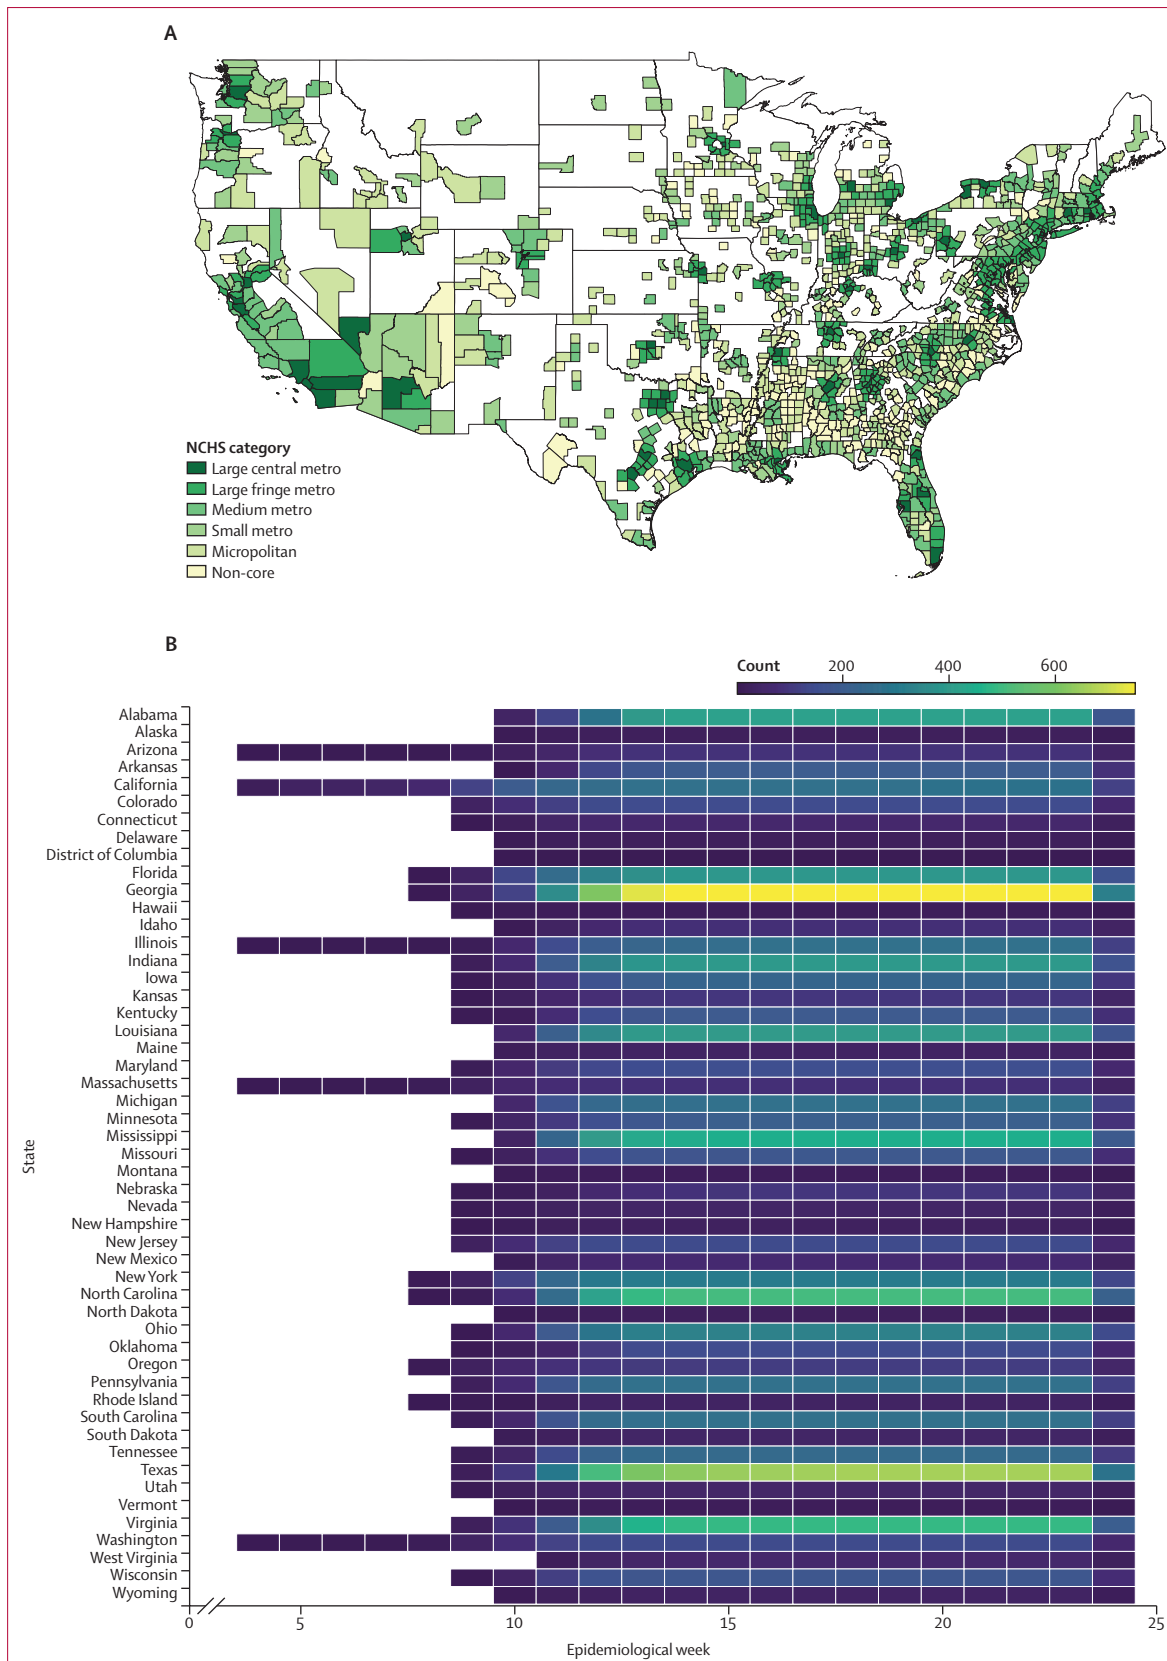 A
NCHS category
Large central metro
Large fringe metro
Medium metro
Small metro
Micropolitan
Non-core
B
Count
200
400
600
Alabama
Alaska
Arizona
Arkansas
California
Colorado
Connecticut
Delaware
District of Columbia
Florida
Georgia
Hawaii
Idaho
Illinois
Indiana
Iowa
Kansas
Kentucky
Louisiana
Maine
Maryland
Massachusetts
Michigan
Minnesota
Mississippi
Missouri
Montana
Nebraska
Nevada
New Hampshire
New Jersey
New Mexico
New York
North Carolina
North Dakota
Ohio
Oklahoma
Oregon
Pennsylvania
Rhode Island
South Carolina
South Dakota
Tennessee
Texas
Utah
Vermont
Virginia
Washington
West Virginia
Wisconsin
Wyoming
State
0 5 10 15 20 25
Epidemiological week